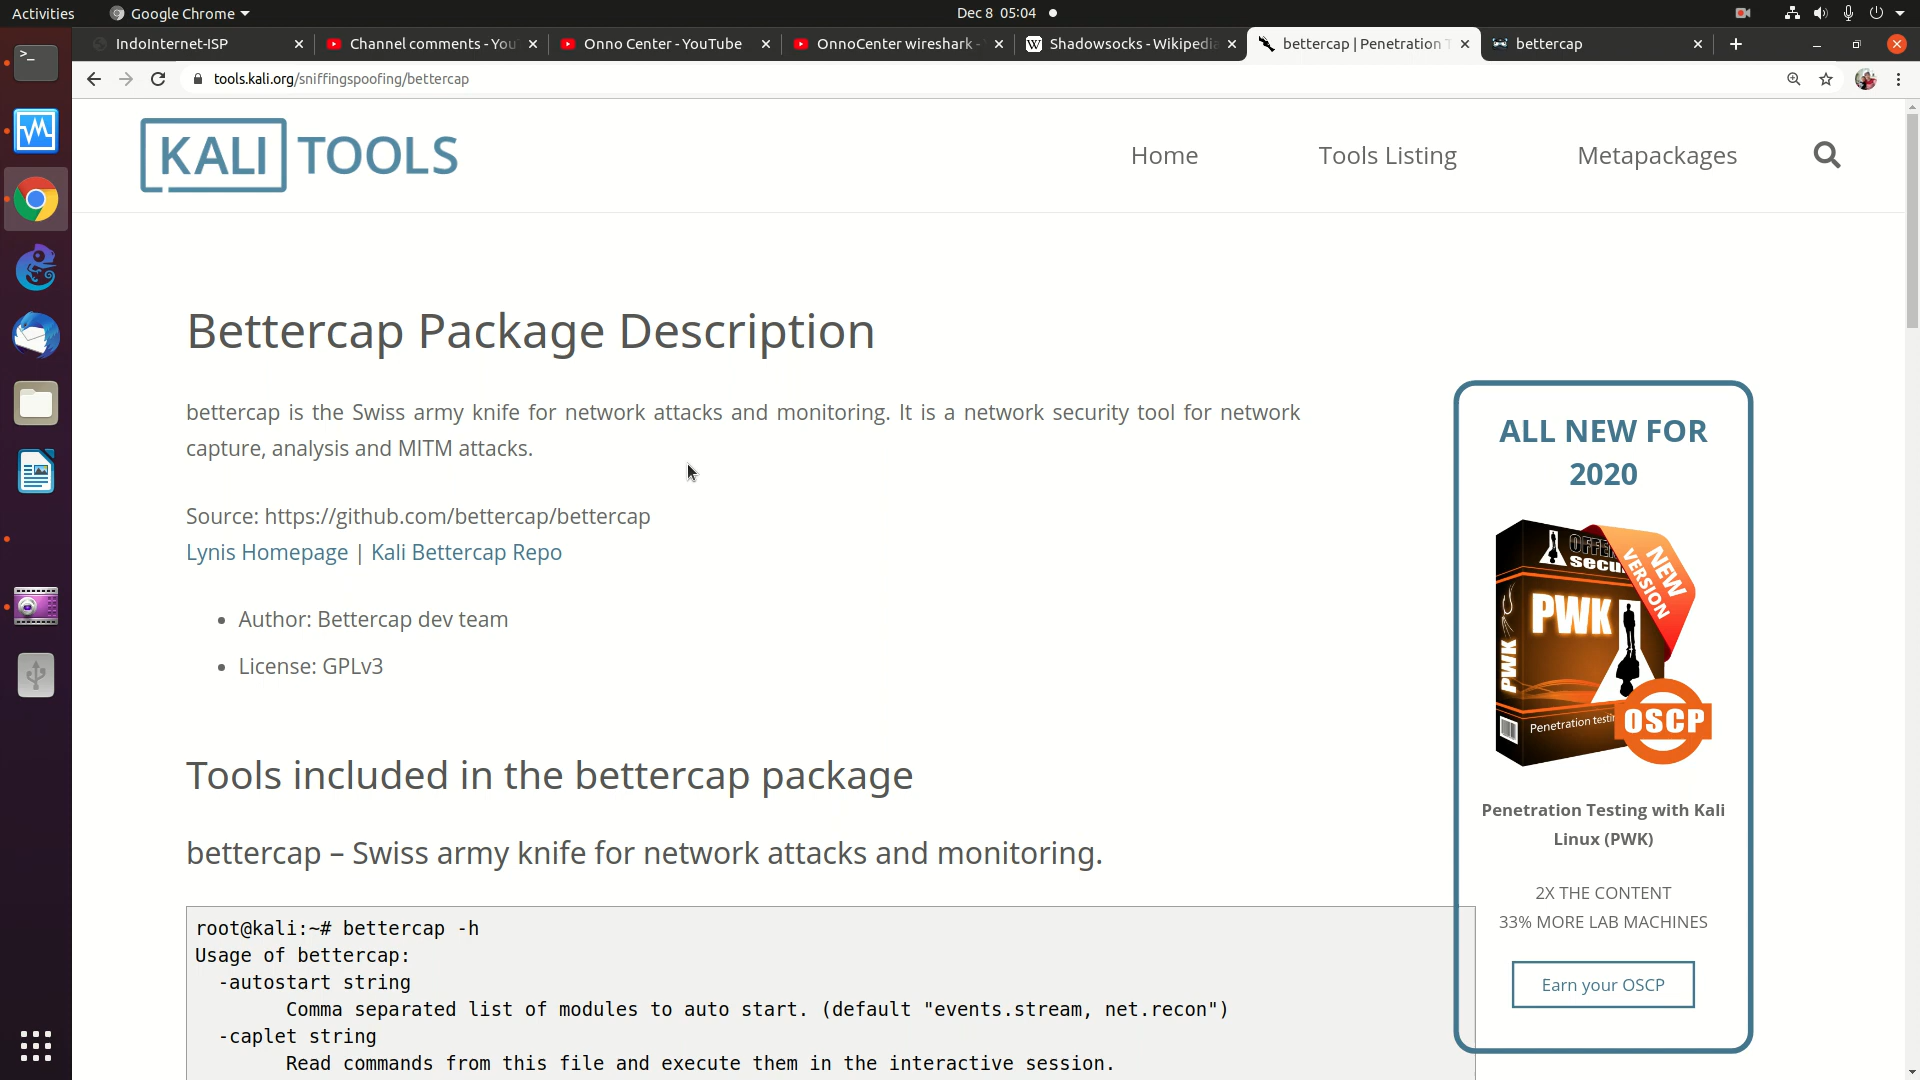 Activities
Google Chrome
Dec 8 05:04
IndoInternet-ISP
Channel comments - You
Onno Center - YouTube
OnnoCenter wireshark -
Shadowsocks - Wikipedia
bettercap | Penetration T
bettercap
tools.kali.org/sniffingspoofing/bettercap
KALI TOOLS
Home
Tools Listing
Metapackages
Bettercap Package Description
bettercap is the Swiss army knife for network attacks and monitoring. It is a network security tool for network
capture, analysis and MITM attacks.
Source: https://github.com/bettercap/bettercap
Lynis Homepage | Kali Bettercap Repo
• Author: Bettercap dev team
• License: GPLv3
Tools included in the bettercap package
bettercap – Swiss army knife for network attacks and monitoring.
root@kali:~# bettercap -h
Usage of bettercap:
-autostart string
Comma separated list of modules to auto start. (default "events.stream, net.recon")
-caplet string
Read commands from this file and execute them in the interactive session.
ALL NEW FOR
2020
NEW
VERSION
PWK
PWK
OSCP
Penetration Testing with Kali
Linux (PWK)
2X THE CONTENT
33% MORE LAB MACHINES
Earn your OSCP